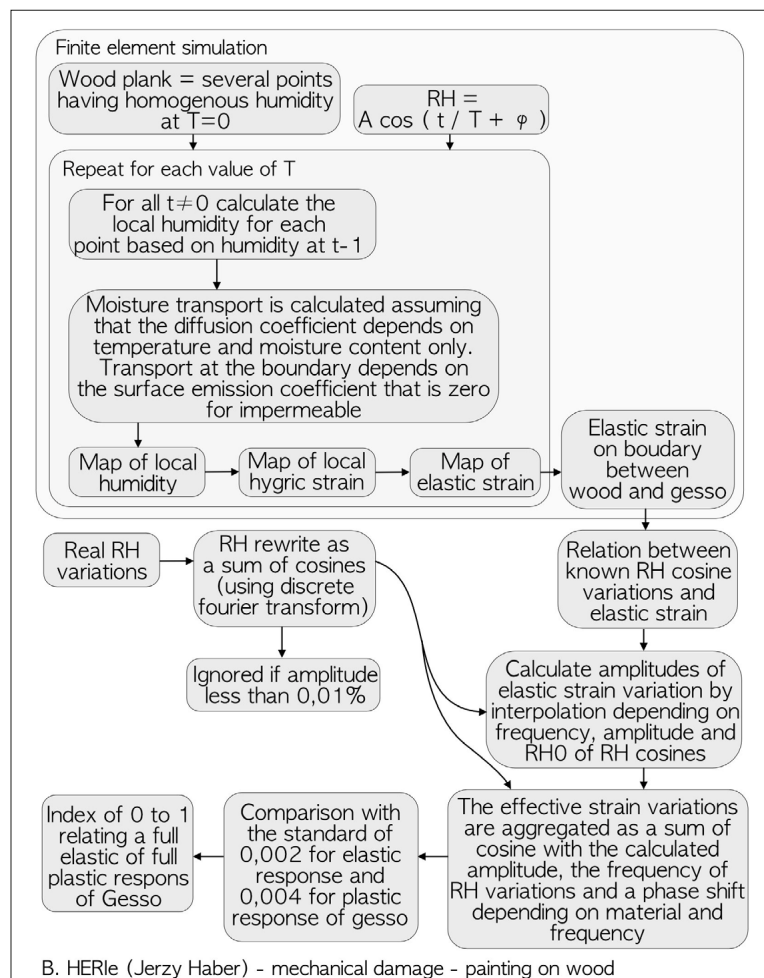 Finite element simulation
Wood plank = several points
having homogenous humidity
at T=0
RH =
A cos ( t / T + φ )
Repeat for each value of T
For all t≠0 calculate the
local humidity for each
point based on humidity at t-1
Moisture transport is calculated assuming
that the diffusion coefficient depends on
temperature and moisture content only.
Transport at the boundary depends on
the surface emission coefficient that is zero
for impermeable
Map of local
humidity
Map of local
hygric strain
Map of
elastic strain
Elastic strain
on boudary
between
wood and gesso
Real RH
variations
RH rewrite as
a sum of cosines
(using discrete
fourier transform)
Relation between
known RH cosine
variations and
elastic strain
Ignored if amplitude
less than 0,01%
Calculate amplitudes of
elastic strain variation by
interpolation depending on
frequency, amplitude and
RH0 of RH cosines
Index of 0 to 1
relating a full
elastic of full
plastic respons
of Gesso
Comparison with
the standard of
0,002 for elastic
response and
0,004 for plastic
response of gesso
The effective strain variations
are aggregated as a sum of
cosine with the calculated
amplitude, the frequency of
RH variations and a phase shift
depending on material and
frequency
B. HERIe (Jerzy Haber) - mechanical damage - painting on wood